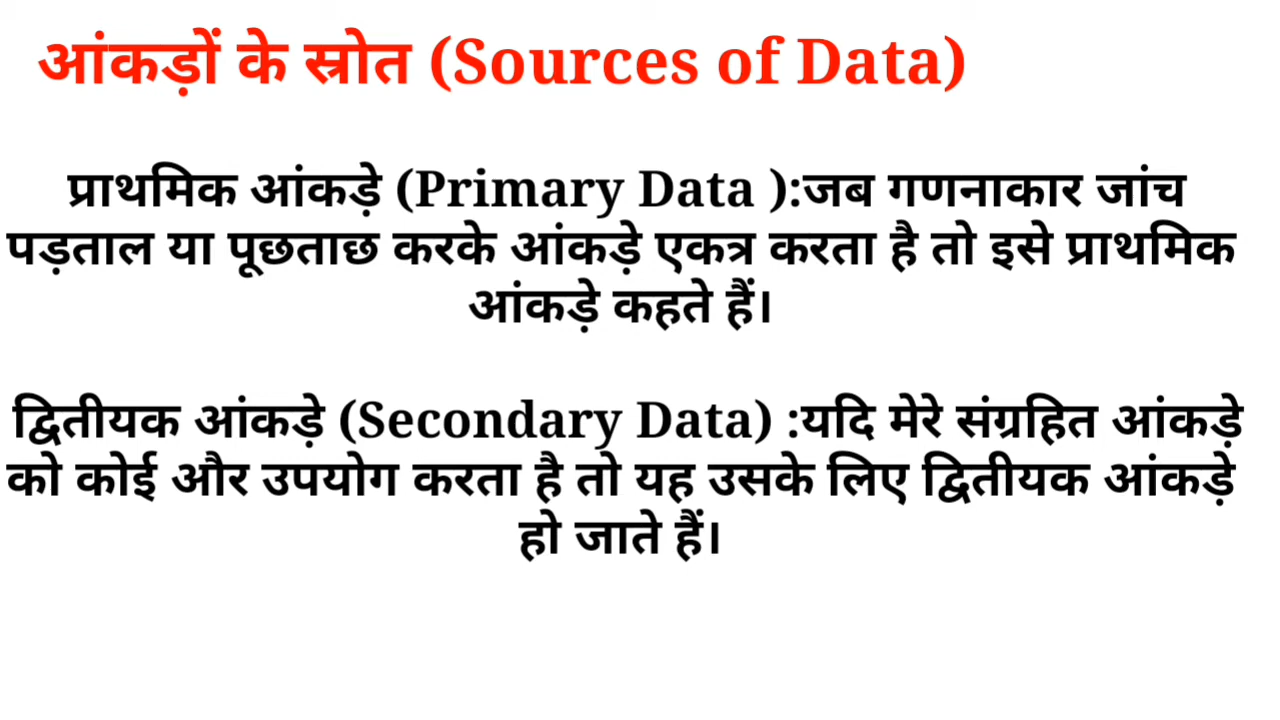 आंकड़ों के स्रोत (Sources of Data)
प्राथमिक आंकड़े (Primary Data ):जब गणनाकार जांच
पड़ताल या पूछताछ करके आंकड़े एकत्र करता है तो इसे प्राथमिक
आंकड़े कहते हैं।
द्वितीयक आंकड़े (Secondary Data) :यदि मेरे संग्रहित आंकड़े
को कोई और उपयोग करता है तो यह उसके लिए द्वितीयक आंकड़े
हो जाते हैं।